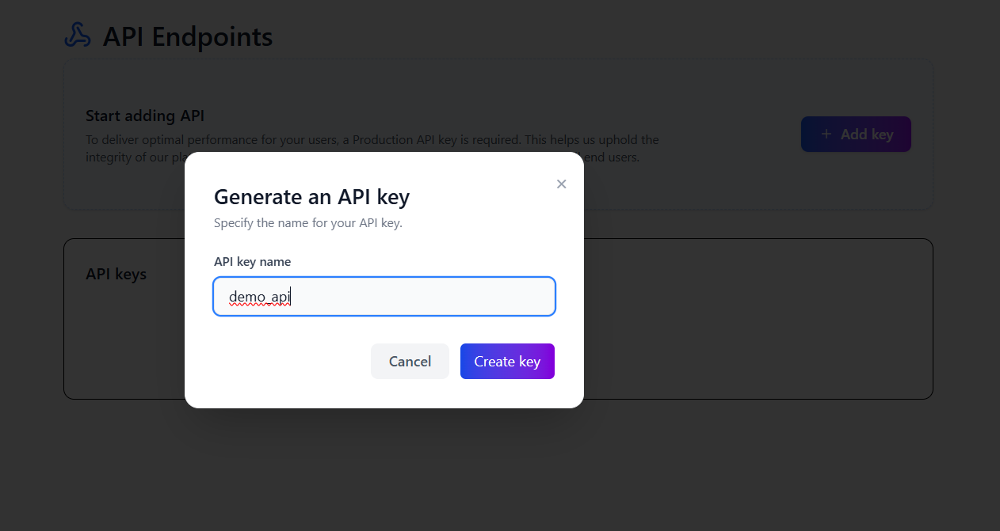 API Endpoints
Start adding API
To deliver optimal performance for your users, a Production API key is required. This helps us uphold the
integrity of our pla
end users.
+ Add key
Generate an API key
Specify the name for your API key.
API key name
demo_api
Cancel
Create key
API keys